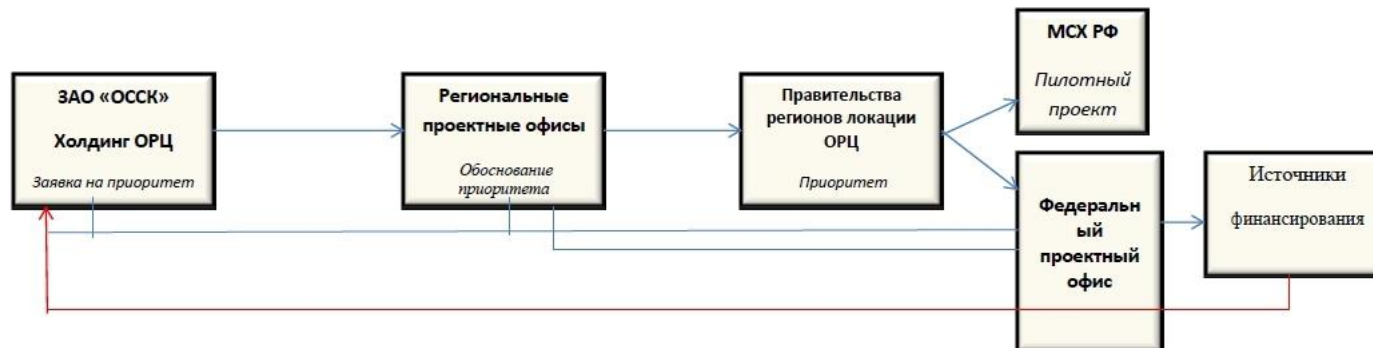 ЗАО «ОССК»
Холдинг ОРЦ
Заявка на приоритет
Региональные
проектные офисы
Обоснование
приоритета
Правительства
регионов локации
ОРЦ
Приоритет
МСХ РФ
Пилотный
проект
Федеральн
ый
проектный
офис
Источники
финансирования